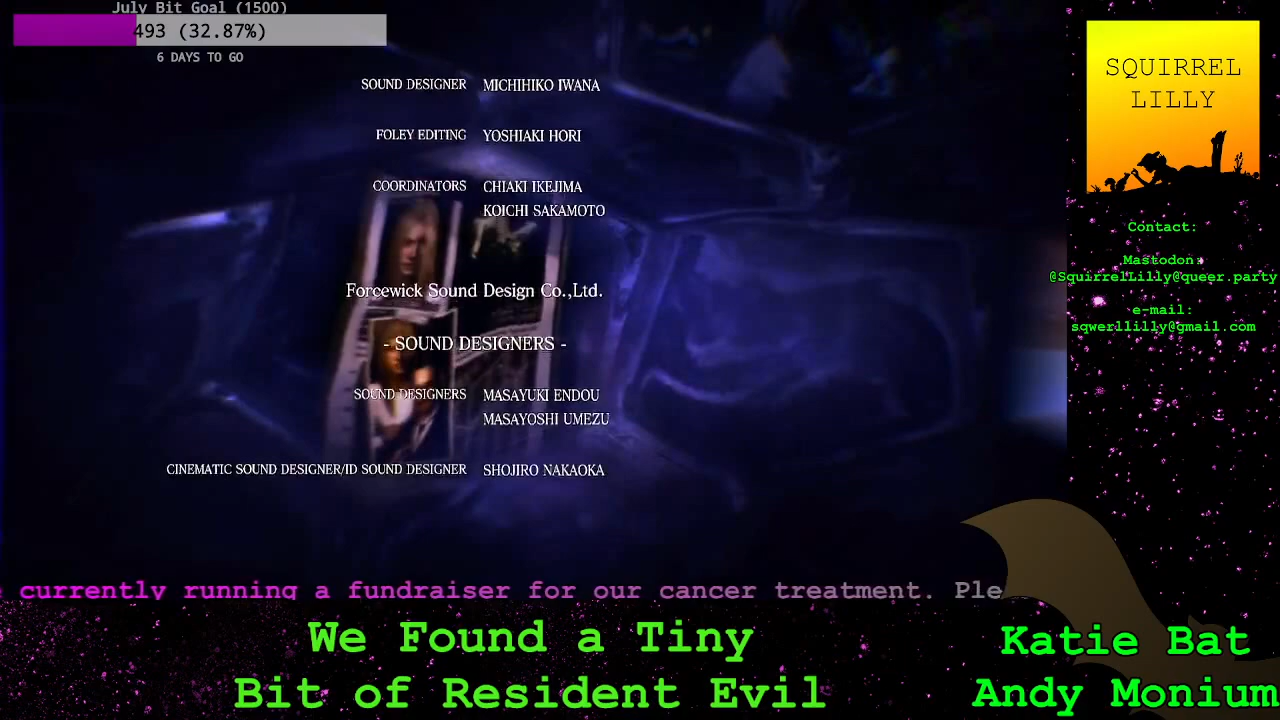 July Bit Goal (1500)
493 (32.87%)
6 DAYS TO GO
SOUND DESIGNER MICHIHIKO IWANA
FOLEY EDITING YOSHIAKI HORI
COORDINATORS CHIAKI IKEJIMA
KOICHI SAKAMOTO
Forcewick Sound Design Co.,Ltd.
- SOUND DESIGNERS -
SOUND DESIGNERS MASAYUKI ENDOU
MASAYOSHI UMEZU
CINEMATIC SOUND DESIGNER/ID SOUND DESIGNER SHOJIRO NAKAOKA
SQUIRREL
LILLY
Contact:
Mastodon:
@SquirrelLilly@queer.party
e-mail:
sqwerllilly@gmail.com
currently running a fundraiser for our cancer treatment. Ple
We Found a Tiny
Bit of Resident Evil
Katie Bat
Andy Monium